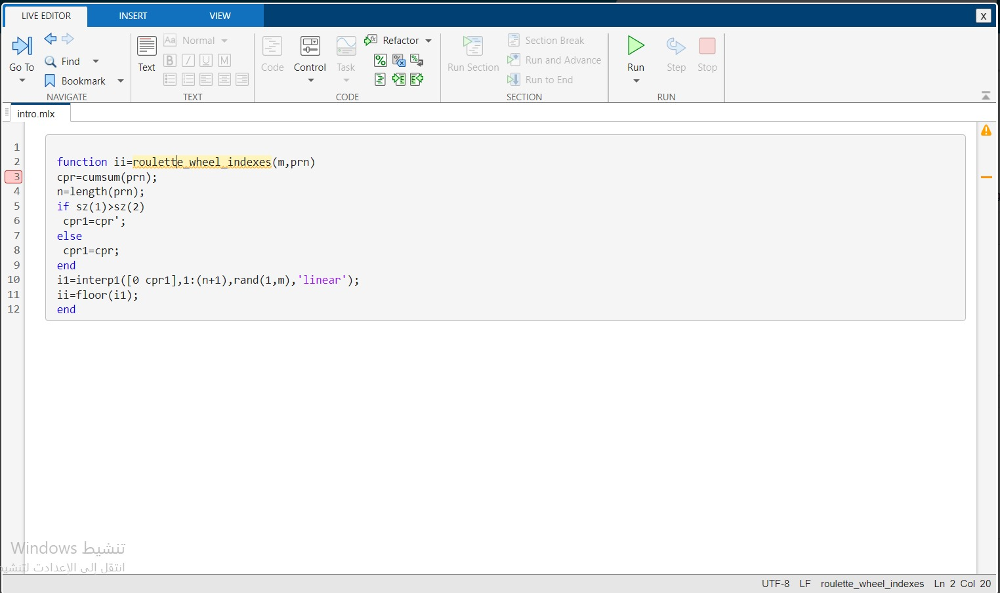 LIVE EDITOR INSERT VIEW X
Go To
Find
Bookmark
NAVIGATE
Text
Aa Normal
B I U M
TEXT
Code
Control
Task
Refactor
CODE
Run Section
Section Break
Run and Advance
Run to End
SECTION
Run
Step
Stop
RUN
intro.mlx
1
2 function ii=roulette_wheel_indexes(m,prn)
3 cpr=cumsum(prn);
4 n=length(prn);
5 if sz(1)>sz(2)
6 cpr1=cpr';
7 else
8 cpr1=cpr;
9 end
10 i1=interp1([0 cpr1],1:(n+1),rand(1,m),'linear');
11 ii=floor(i1);
12 end
تنشيط Windows
انتقل إلى الإعدادت
UTF-8 LF roulette_wheel_indexes Ln 2 Col 20